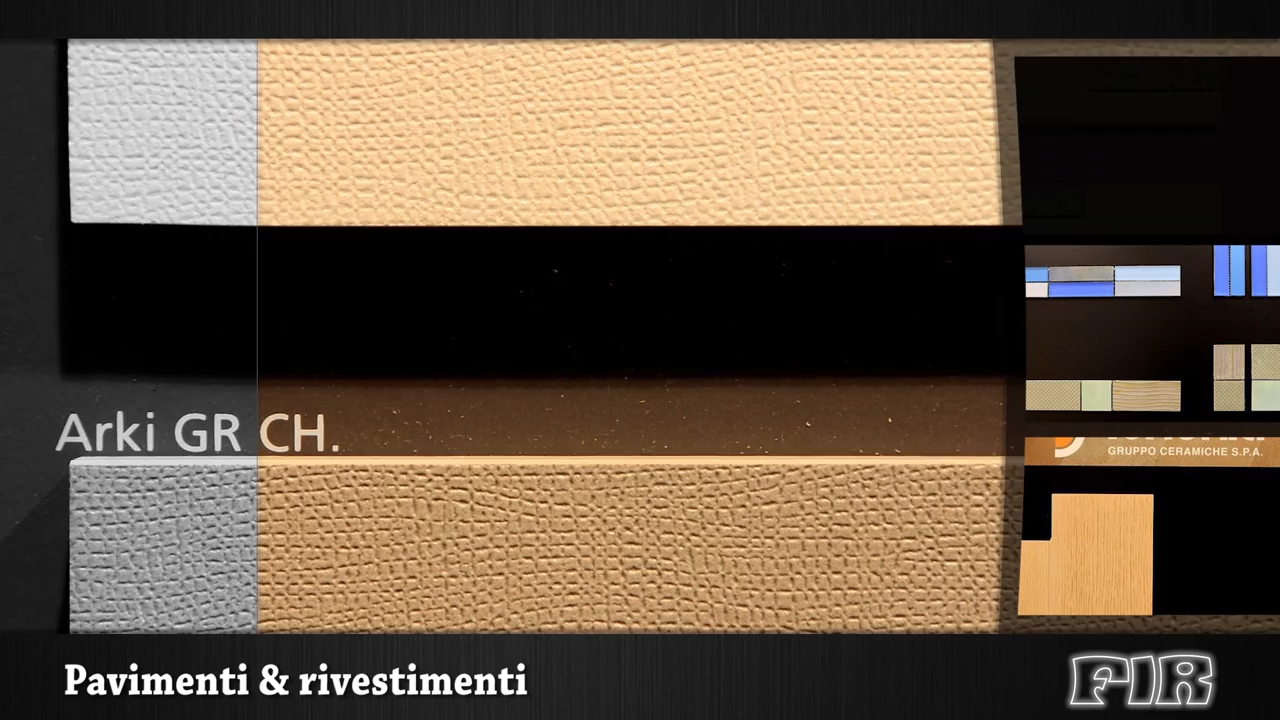 Arki GR CH.
GRUPPO CERAMICHE S.P.A.
Pavimenti & rivestimenti
FIR